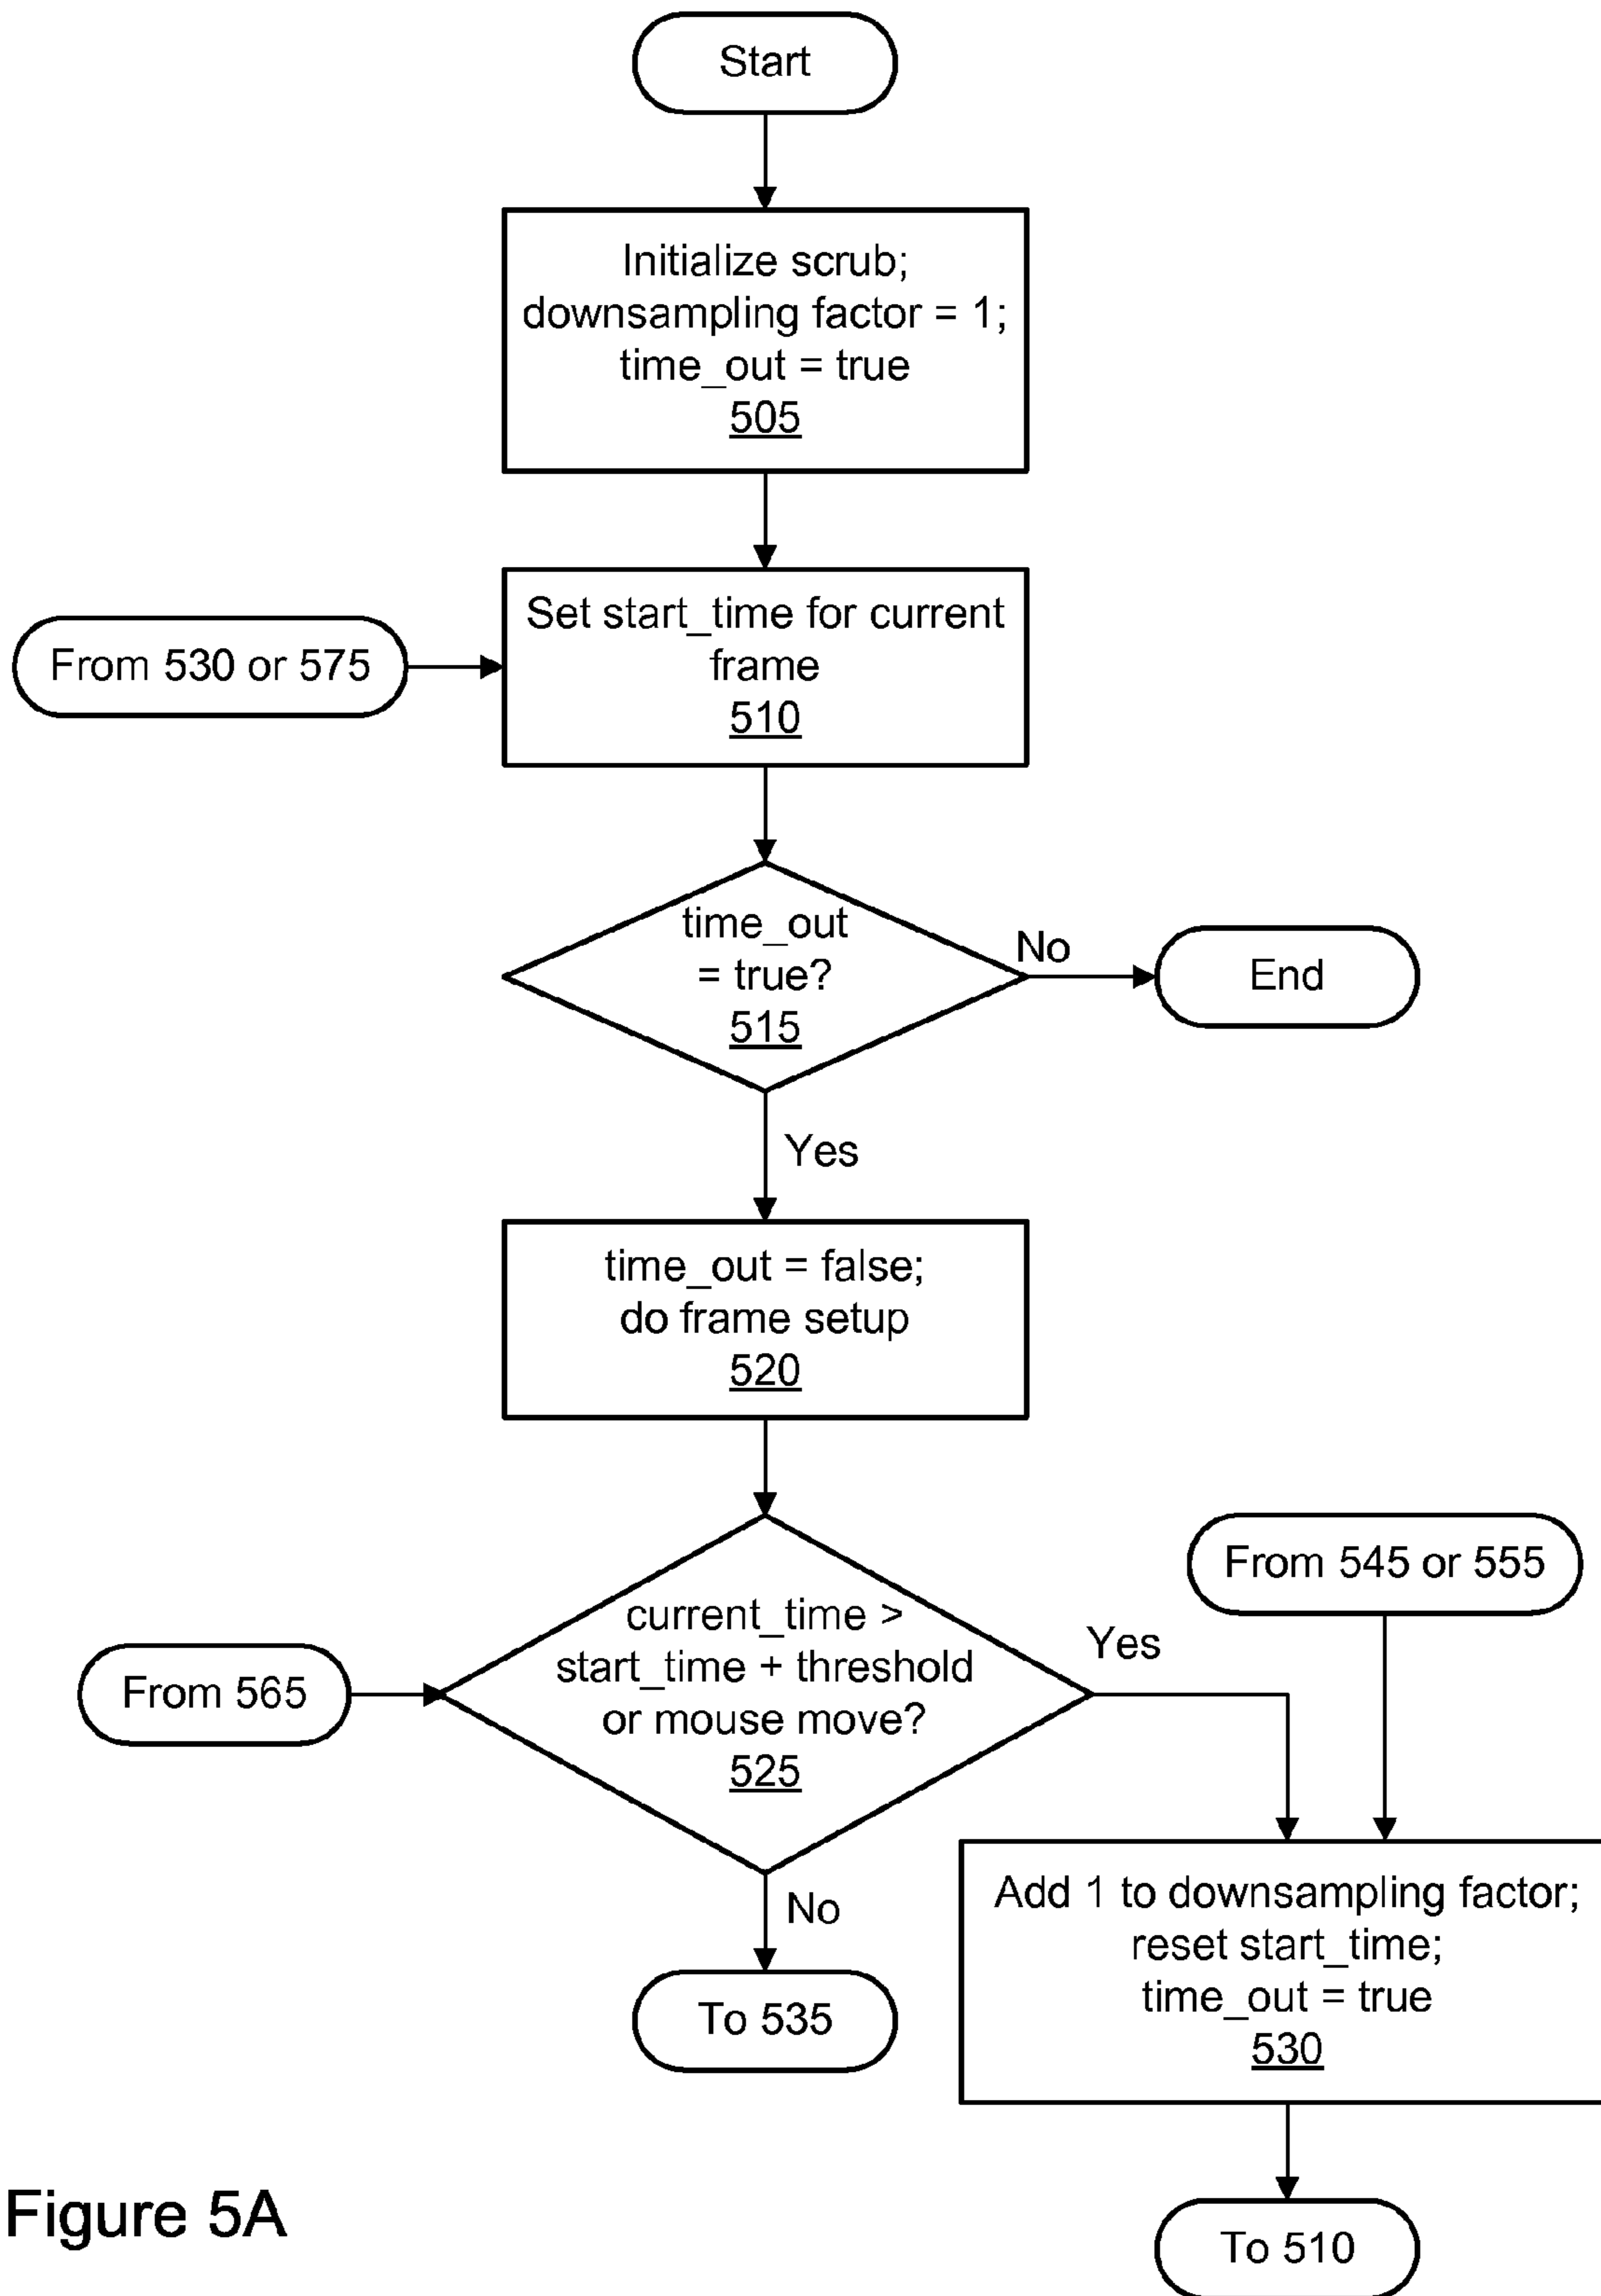 Start
Initialize scrub;
downsampling factor = 1;
time_out = true
505
Set start_time for current
frame
510
From 530 or 575
time_out
= true?
515
No
End
Yes
time_out = false;
do frame setup
520
current_time >
start_time + threshold
or mouse move?
525
From 565
Yes
From 545 or 555
No
To 535
Add 1 to downsampling factor;
reset start_time;
time_out = true
530
To 510
Figure 5A